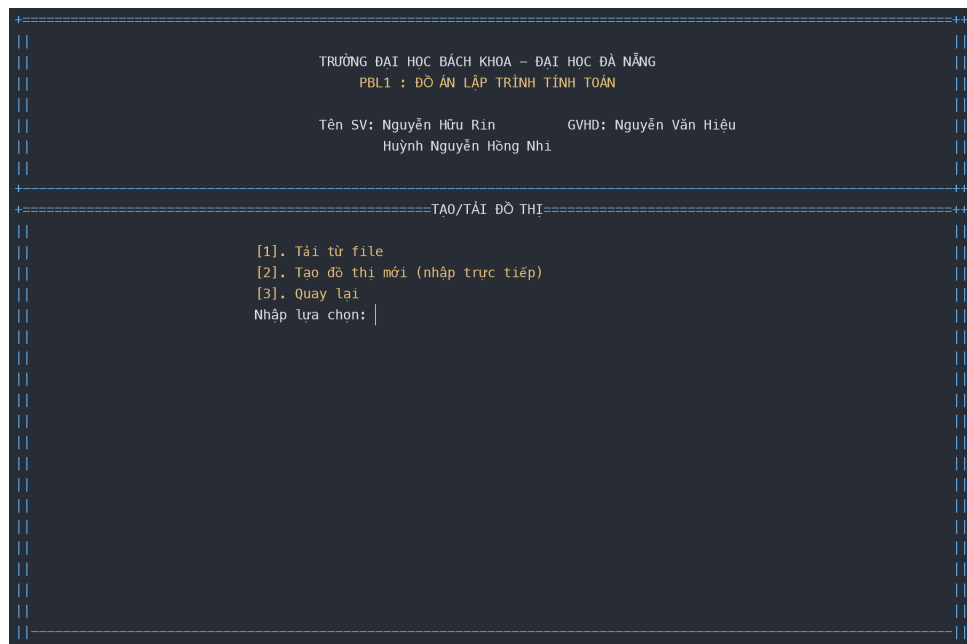 TRƯỜNG ĐẠI HỌC BÁCH KHOA – ĐẠI HỌC ĐÀ NẴNG
PBL1 : ĐỒ ÁN LẬP TRÌNH TÍNH TOÁN
Tên SV: Nguyễn Hữu Rin GVHD: Nguyễn Văn Hiệu
Huỳnh Nguyễn Hồng Nhi
TẠO/TẢI ĐỒ THỊ
[1]. Tải từ file
[2]. Tạo đồ thị mới (nhập trực tiếp)
[3]. Quay lại
Nhập lựa chọn: